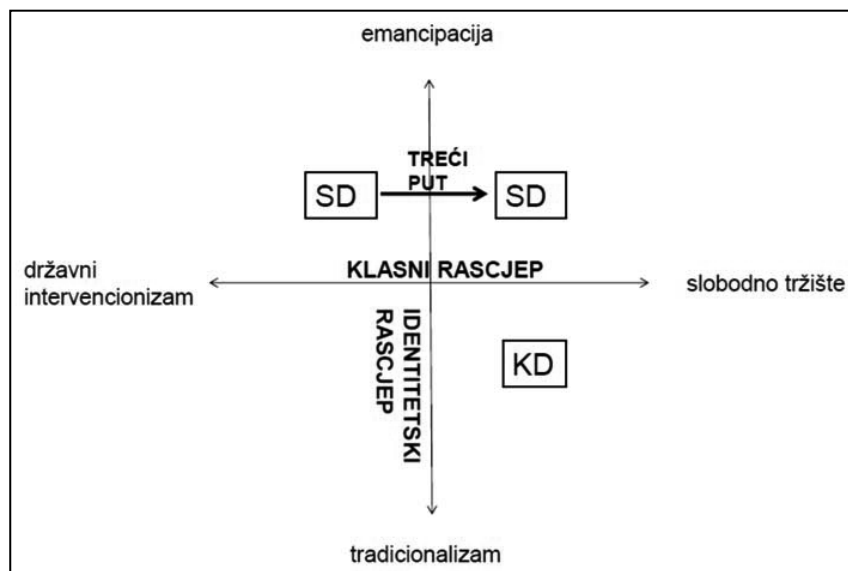 emancipacija
TREĆI
PUT
SD
SD
državni
intervencionizam
KLASNI RASCJEP
slobodno tržište
IDENTITETSKI
RASCJEP
KD
tradicionalizam